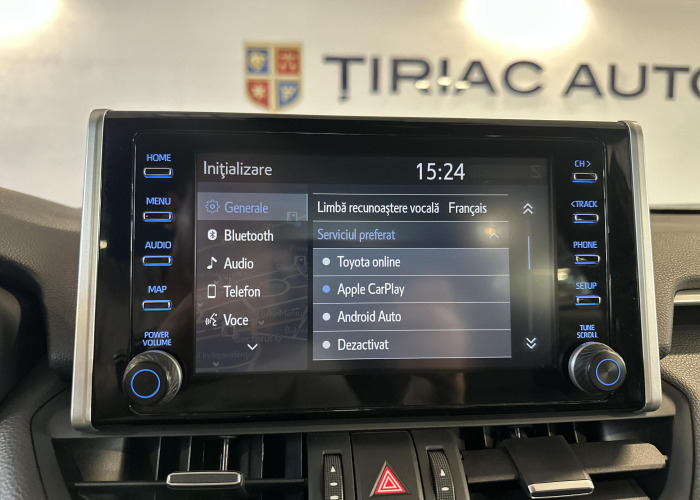 ȚIRIAC AUTO
HOME
MENU
AUDIO
MAP
POWER
VOLUME
Inițializare
15:24
Generale
Bluetooth
Audio
Telefon
Voce
Limbă recunoaștere vocală Français
Serviciul preferat
Toyota online
Apple CarPlay
Android Auto
Dezactivat
CH >
< TRACK
PHONE
SETUP
TUNE
SCROLL